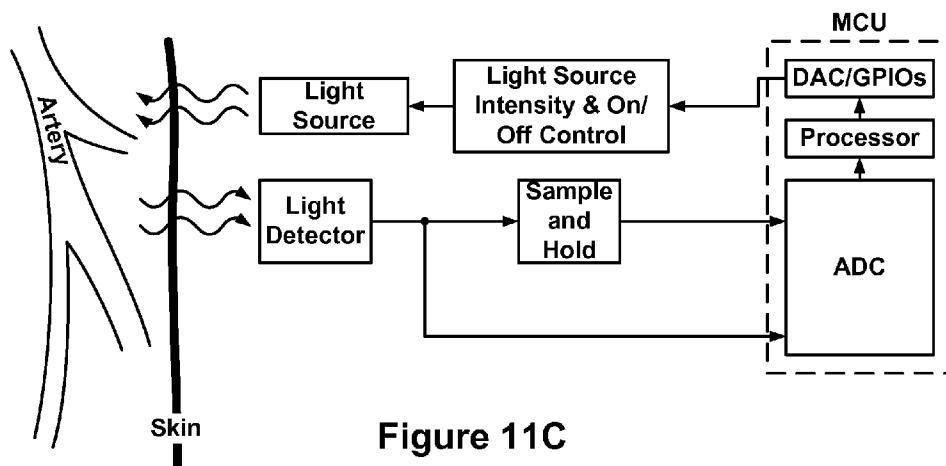 MCU
DAC/GPIOs
Light Source
Intensity & On/
Off Control
Light
Source
Processor
Artery
Light
Detector
Sample
and
Hold
ADC
Skin
Figure 11C